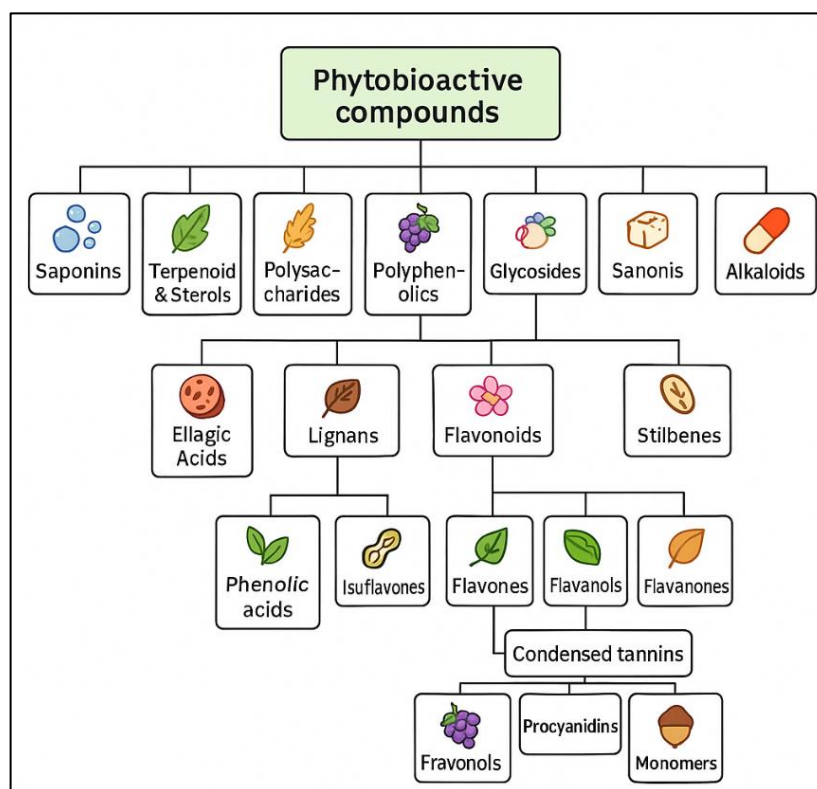 Phytobioactive
compounds
Saponins
Terpenoid
& Sterols
Polysac-
charides
Polyphen-
olics
Glycosides
Sanonis
Alkaloids
Ellagic
Acids
Lignans
Flavonoids
Stilbenes
Phenolic
acids
Isuflavones
Flavones
Flavanols
Flavanones
Condensed tannins
Fravonols
Procyanidins
Monomers